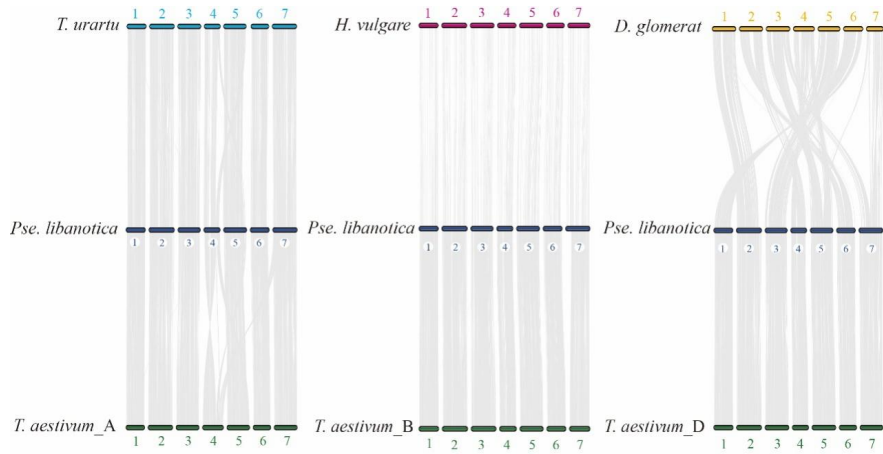 1 2 3 4 5 6 7
T. urartu
1 2 3 4 5 6 7
H. vulgare
1 2 3 4 5 6 7
D. glomerat
Pse. libanotica
1 2 3 4 5 6 7
Pse. libanotica
1 2 3 4 5 6 7
Pse. libanotica
1 2 3 4 5 6 7
T. aestivum_A
1 2 3 4 5 6 7
T. aestivum_B
1 2 3 4 5 6 7
T. aestivum_D
1 2 3 4 5 6 7